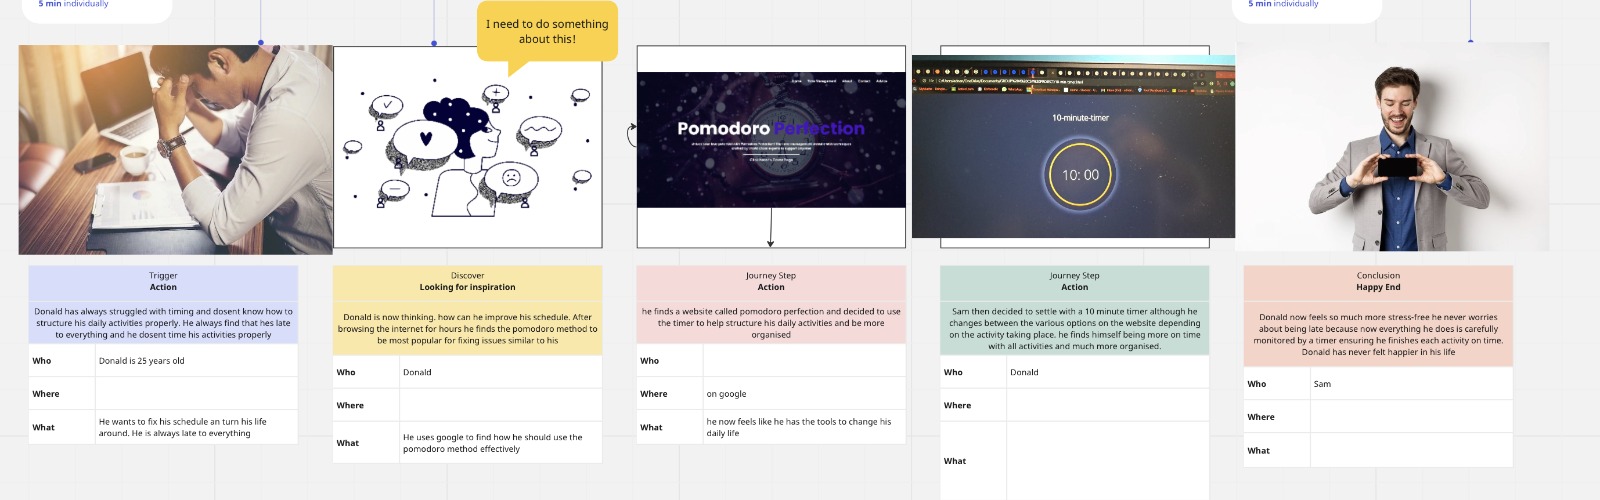 5 min individually
5 min individually
I need to do something
about this!
Pomodoro Perfection
10-minute-timer
10: 00
Trigger
Action
Donald has always struggled with timing and dosent know how to
structure his daily activities properly. He always find that hes late
to everything and he dosent time his activities properly
Who
Donald is 25 years old
Where
What
He wants to fix his schedule an turn his life
around. He is always late to everything
Discover
Looking for inspiration
Donald is now thinking. how can he improve his schedule. After
browsing the internet for hours he finds the pomodoro method to
be most popular for fixing issues similar to his
Who
Donald
Where
What
He uses google to find how he should use the
pomodoro method effectively
Journey Step
Action
he finds a website called pomodoro perfection and decided to use
the timer to help structure his daily activities and be more
organised
Who
Where
on google
What
he now feels like he has the tools to change his
daily life
Journey Step
Action
Sam then decided to settle with a 10 minute timer although he
changes between the various options on the website depending
on the activity taking place. he finds himself being more on time
with all activities and much more organised.
Who
Donald
Where
What
Conclusion
Happy End
Donald now feels so much more stress-free he never worries
about being late because now everything he does is carefully
monitored by a timer ensuring he finishes each activity on time.
Donald has never felt happier in his life
Who
Sam
Where
What